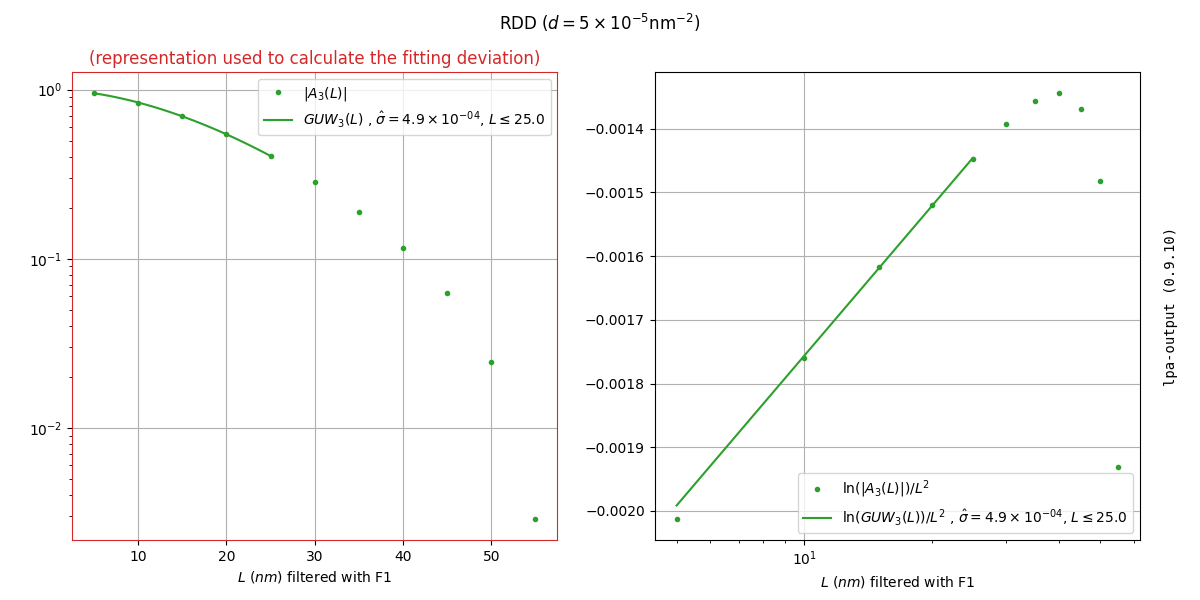 RDD (d = 5 × 10⁻⁵nm⁻²)
(representation used to calculate the fitting deviation)
10⁰
10⁻¹
10⁻²
|A₃(L)|
GUW₃(L) , σ̂ = 4.9 × 10⁻⁰⁴, L ≤ 25.0
10 20 30 40 50
L (nm) filtered with F1
−0.0014
−0.0015
−0.0016
−0.0017
−0.0018
−0.0019
−0.0020
ln(|A₃(L)|)/L²
ln(GUW₃(L))/L² , σ̂ = 4.9 × 10⁻⁰⁴, L ≤ 25.0
10¹
L (nm) filtered with F1
lpa-output (0.9.10)